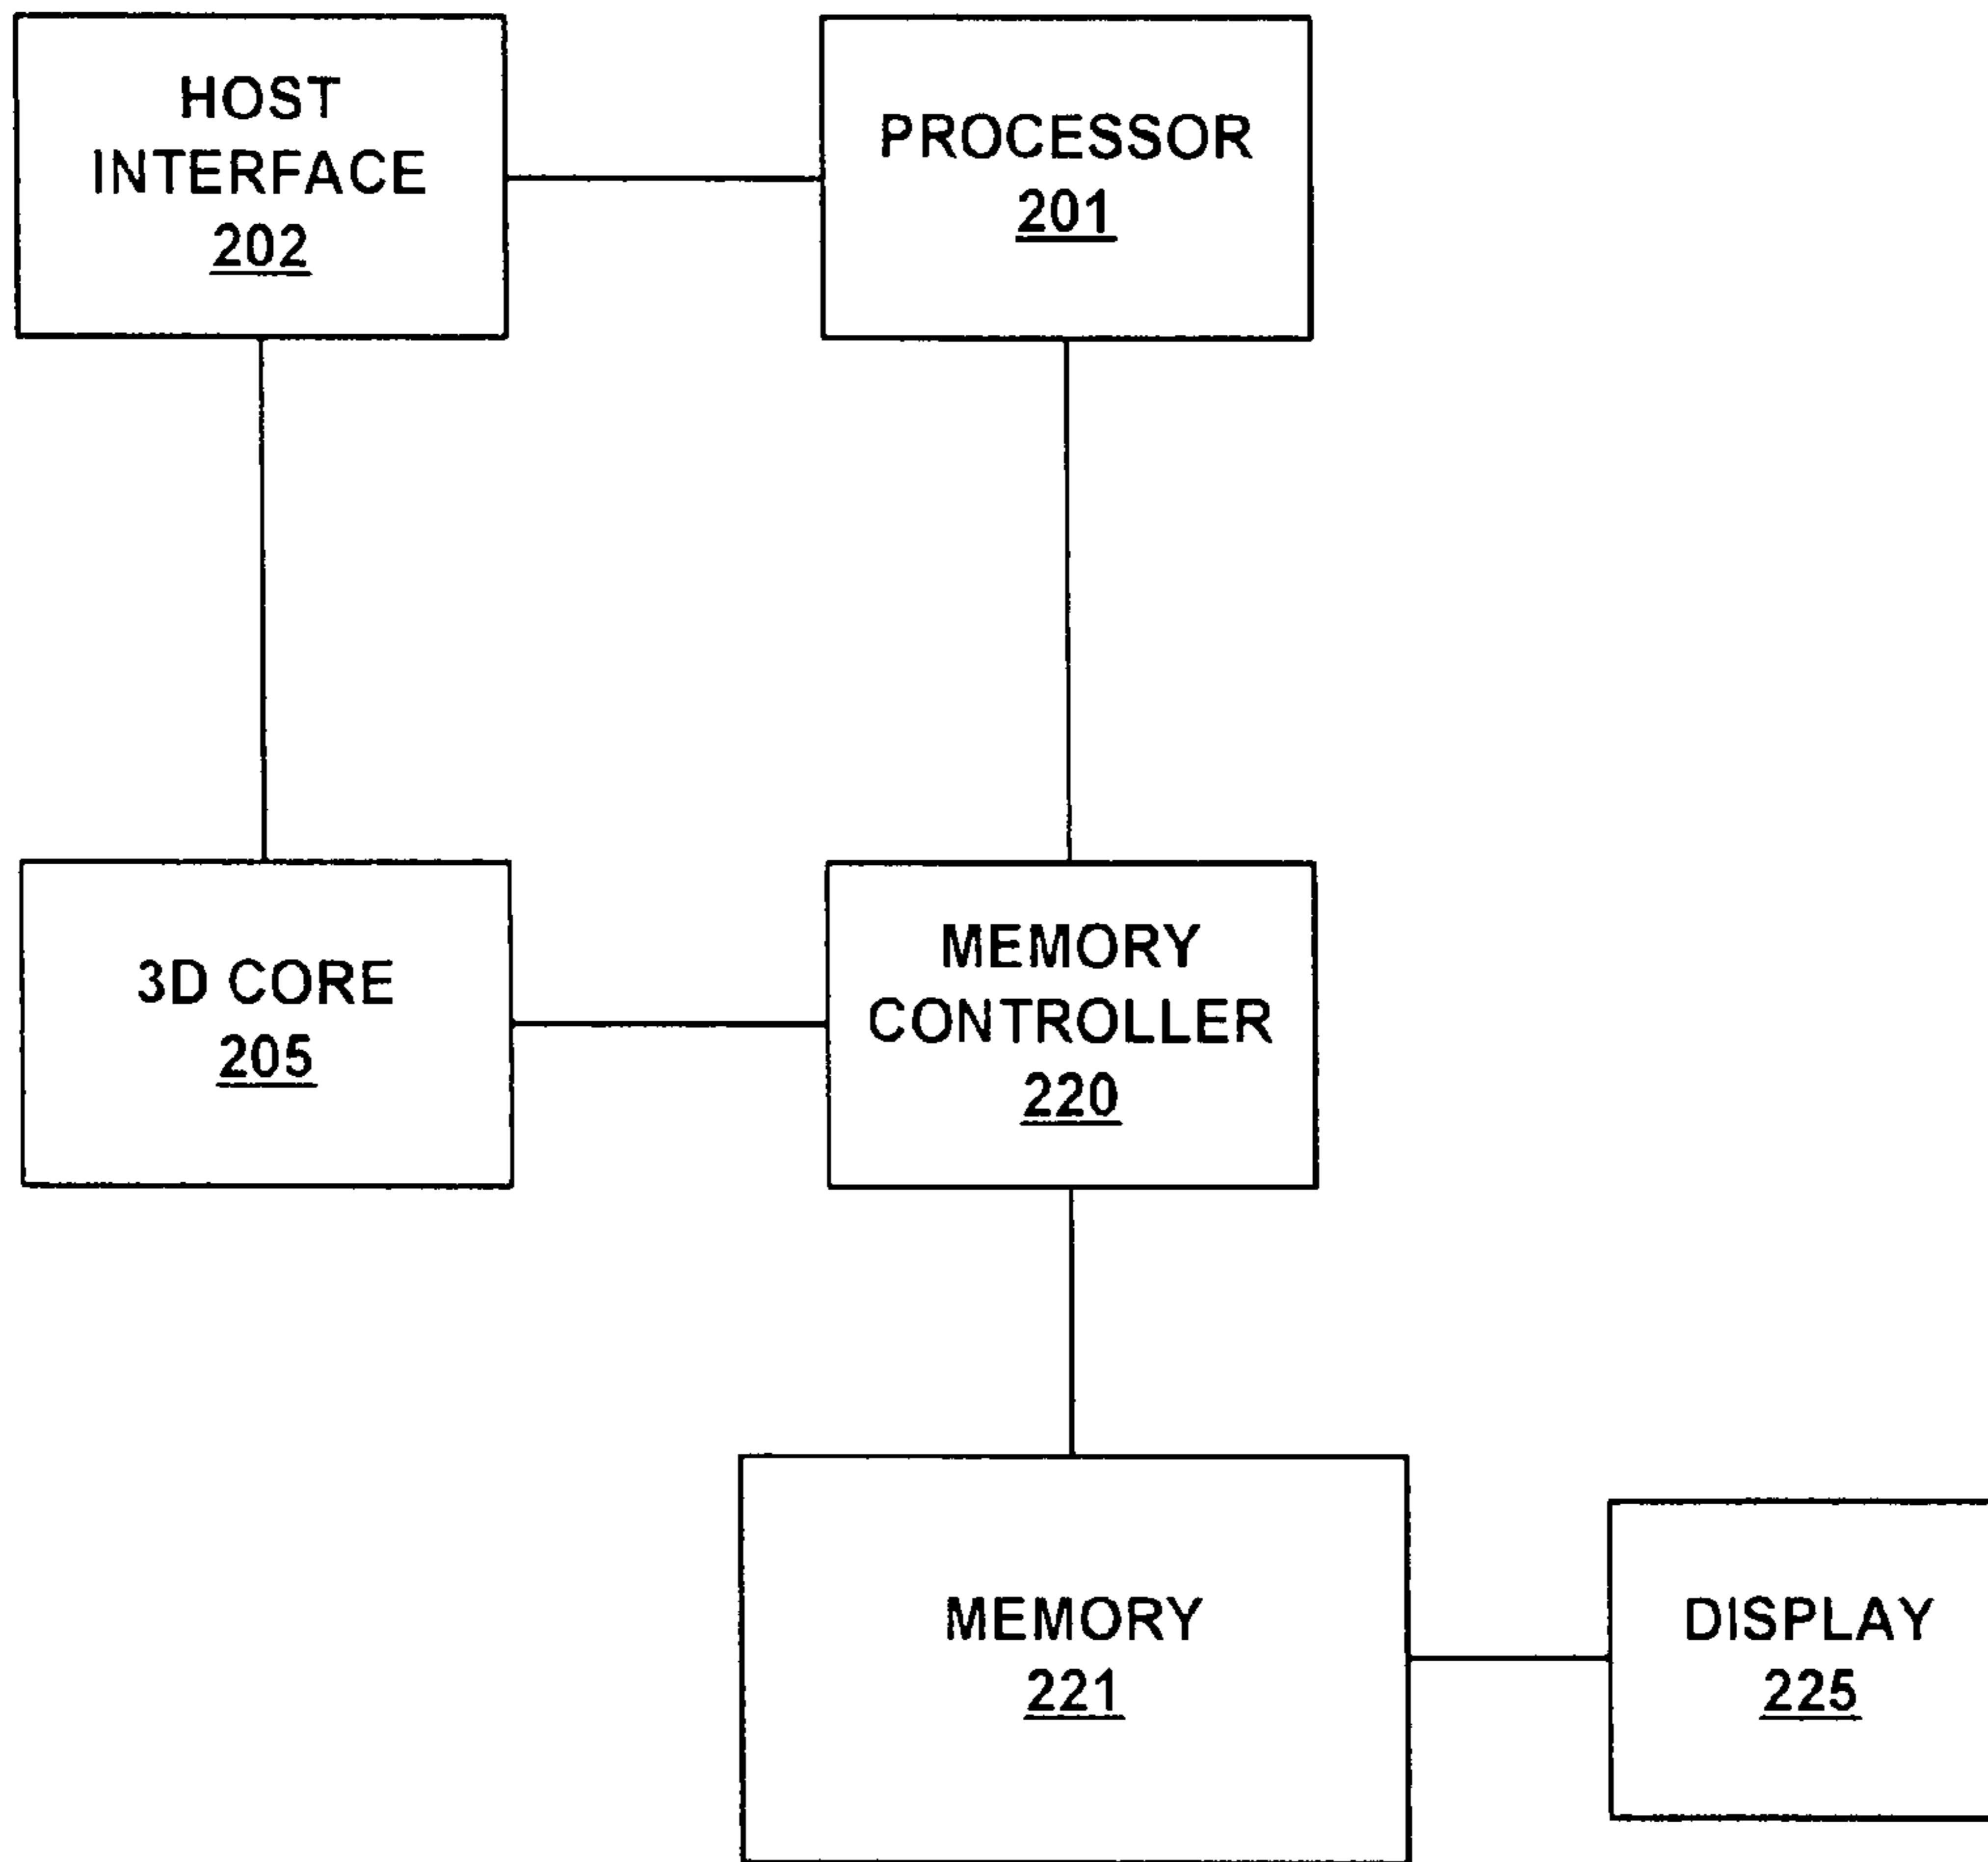 HOST
INTERFACE
202
PROCESSOR
201
3D CORE
205
MEMORY
CONTROLLER
220
MEMORY
221
DISPLAY
225